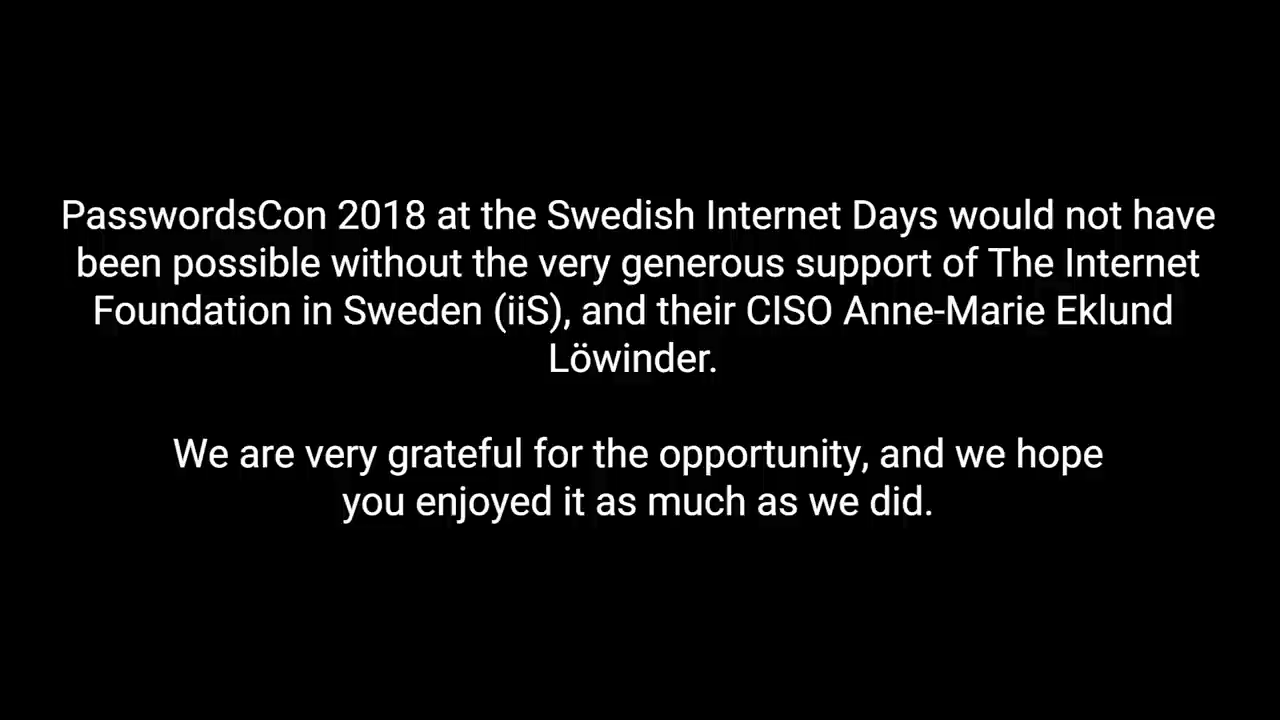 PasswordsCon 2018 at the Swedish Internet Days would not have
been possible without the very generous support of The Internet
Foundation in Sweden (iiS), and their CISO Anne-Marie Eklund
Löwinder.
We are very grateful for the opportunity, and we hope
you enjoyed it as much as we did.